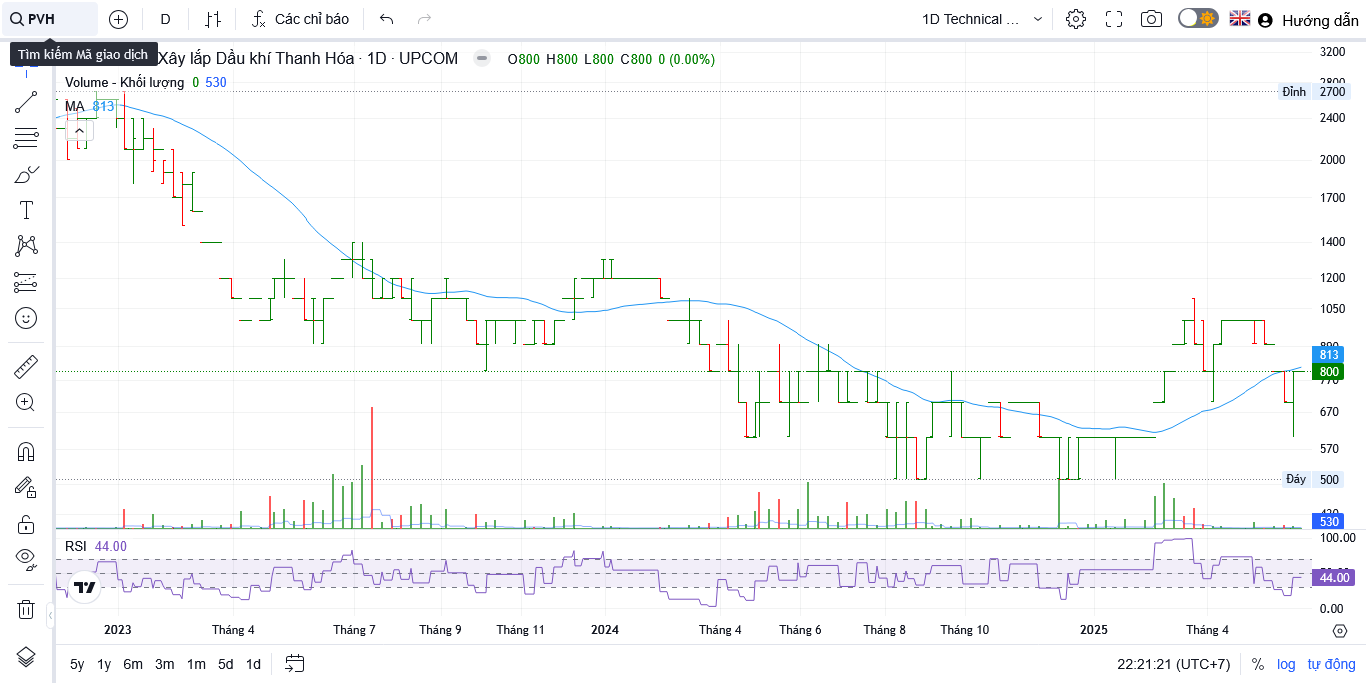 PVH
D
Các chỉ báo
1D Technical ...
Hướng dẫn
Tìm kiếm Mã giao dịch
Xây lắp Dầu khí Thanh Hóa · 1D · UPCOM
O800 H800 L800 C800 0 (0.00%)
Volume - Khối lượng 0 530
MA 813
3200
2800
Đỉnh 2700
2400
2000
1700
1400
1200
1050
890
813
800
770
670
570
Đáy 500
420
530
RSI 44.00
100.00
50.00
44.00
0.00
2023 Tháng 4 Tháng 7 Tháng 9 Tháng 11 2024 Tháng 4 Tháng 6 Tháng 8 Tháng 10 2025 Tháng 4
5y 1y 6m 3m 1m 5d 1d
22:21:21 (UTC+7) % log tự động